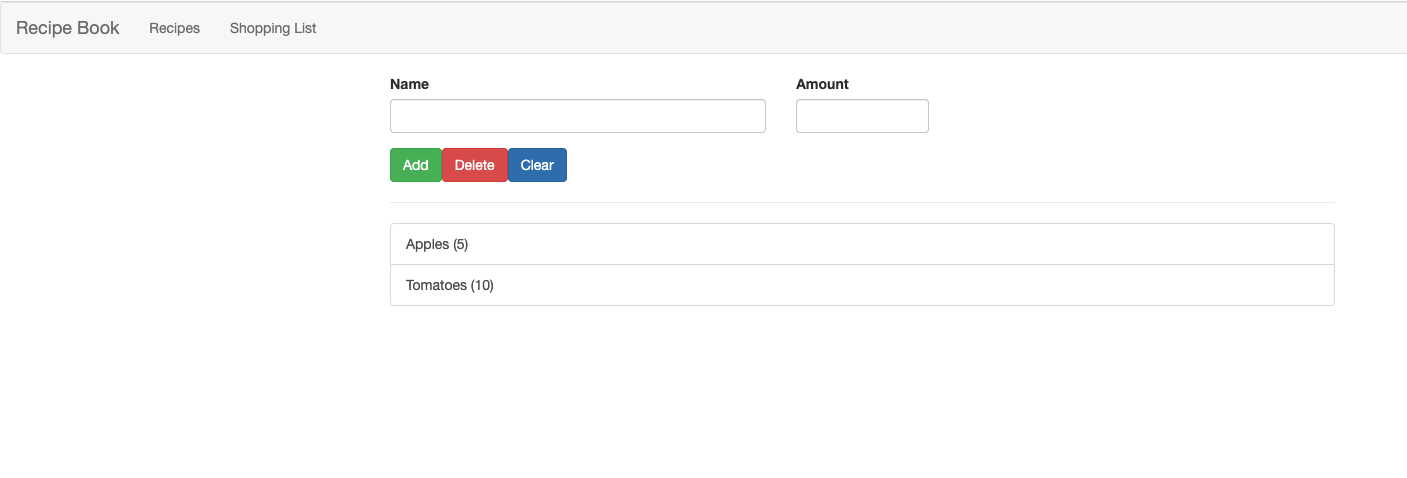 Recipe Book Recipes Shopping List
Name Amount
Add Delete Clear
Apples (5)
Tomatoes (10)